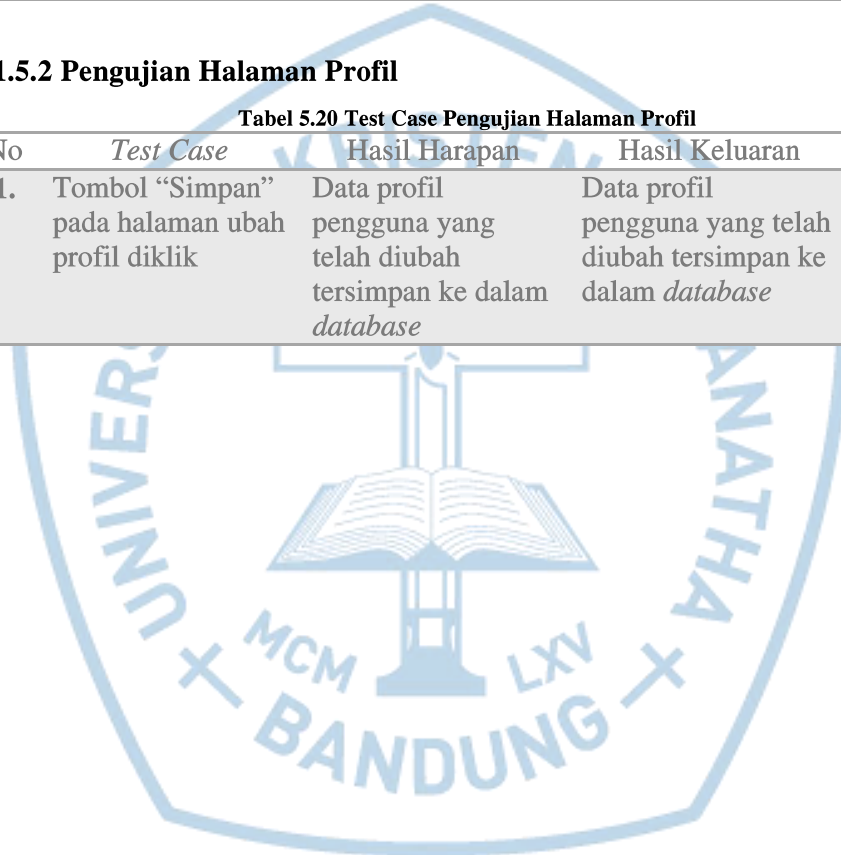 1.5.2 Pengujian Halaman Profil
Tabel 5.20 Test Case Pengujian Halaman Profil
No Test Case Hasil Harapan Hasil Keluaran
1. Tombol “Simpan” Data profil Data profil
pada halaman ubah pengguna yang pengguna yang telah
profil diklik telah diubah diubah tersimpan ke
tersimpan ke dalam dalam database
database
KRISTEN
UNIVERS
ANATHA
MCM LXV
BANDUNG